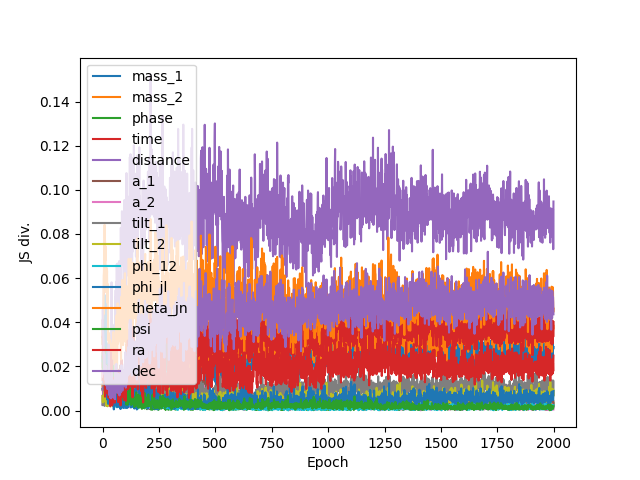 0.14
0.12
0.10
0.08
0.06
0.04
0.02
0.00
JS div.
mass_1
mass_2
phase
time
distance
a_1
a_2
tilt_1
tilt_2
phi_12
phi_jl
theta_jn
psi
ra
dec
0 250 500 750 1000 1250 1500 1750 2000
Epoch